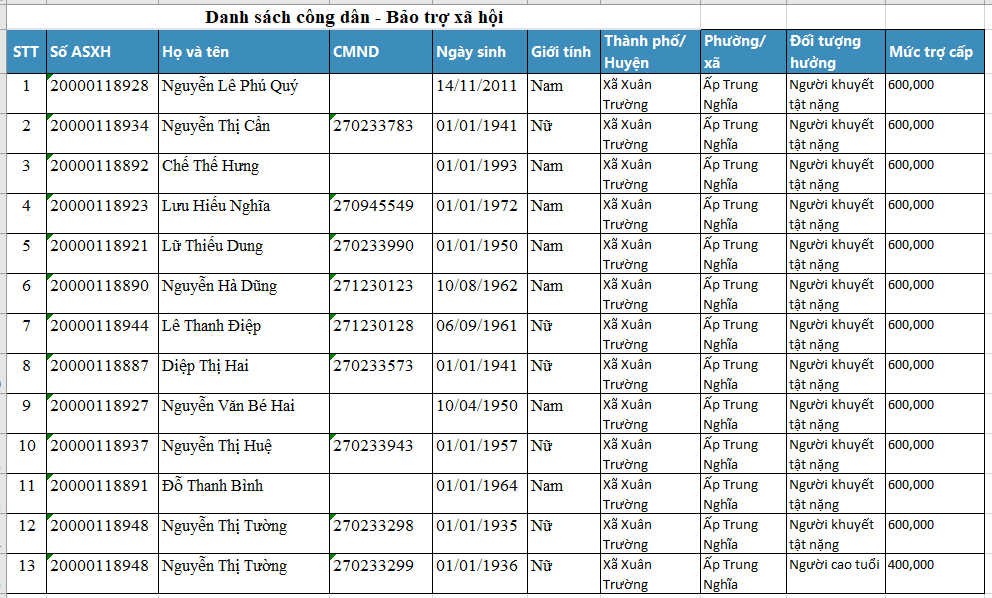 Danh sách công dân - Bảo trợ xã hội
STT Số ASXH Họ và tên CMND Ngày sinh Giới tính Thành phố/ Huyện Phường/ xã Đối tượng hưởng Mức trợ cấp
1 20000118928 Nguyễn Lê Phú Quý 14/11/2011 Nam Xã Xuân Trường Ấp Trung Nghĩa Người khuyết tật nặng 600,000
2 20000118934 Nguyễn Thị Cẩn 270233783 01/01/1941 Nữ Xã Xuân Trường Ấp Trung Nghĩa Người khuyết tật nặng 600,000
3 20000118892 Chế Thế Hưng 01/01/1993 Nam Xã Xuân Trường Ấp Trung Nghĩa Người khuyết tật nặng 600,000
4 20000118923 Lưu Hiếu Nghĩa 270945549 01/01/1972 Nam Xã Xuân Trường Ấp Trung Nghĩa Người khuyết tật nặng 600,000
5 20000118921 Lữ Thiếu Dung 270233990 01/01/1950 Nam Xã Xuân Trường Ấp Trung Nghĩa Người khuyết tật nặng 600,000
6 20000118890 Nguyễn Hà Dũng 271230123 10/08/1962 Nam Xã Xuân Trường Ấp Trung Nghĩa Người khuyết tật nặng 600,000
7 20000118944 Lê Thanh Điệp 271230128 06/09/1961 Nữ Xã Xuân Trường Ấp Trung Nghĩa Người khuyết tật nặng 600,000
8 20000118887 Diệp Thị Hai 270233573 01/01/1941 Nữ Xã Xuân Trường Ấp Trung Nghĩa Người khuyết tật nặng 600,000
9 20000118927 Nguyễn Văn Bé Hai 10/04/1950 Nam Xã Xuân Trường Ấp Trung Nghĩa Người khuyết tật nặng 600,000
10 20000118937 Nguyễn Thị Huệ 270233943 01/01/1957 Nữ Xã Xuân Trường Ấp Trung Nghĩa Người khuyết tật nặng 600,000
11 20000118891 Đỗ Thanh Bình 01/01/1964 Nam Xã Xuân Trường Ấp Trung Nghĩa Người khuyết tật nặng 600,000
12 20000118948 Nguyễn Thị Tường 270233298 01/01/1935 Nữ Xã Xuân Trường Ấp Trung Nghĩa Người khuyết tật nặng 600,000
13 20000118948 Nguyễn Thị Tường 270233299 01/01/1936 Nữ Xã Xuân Trường Ấp Trung Nghĩa Người cao tuổi 400,000